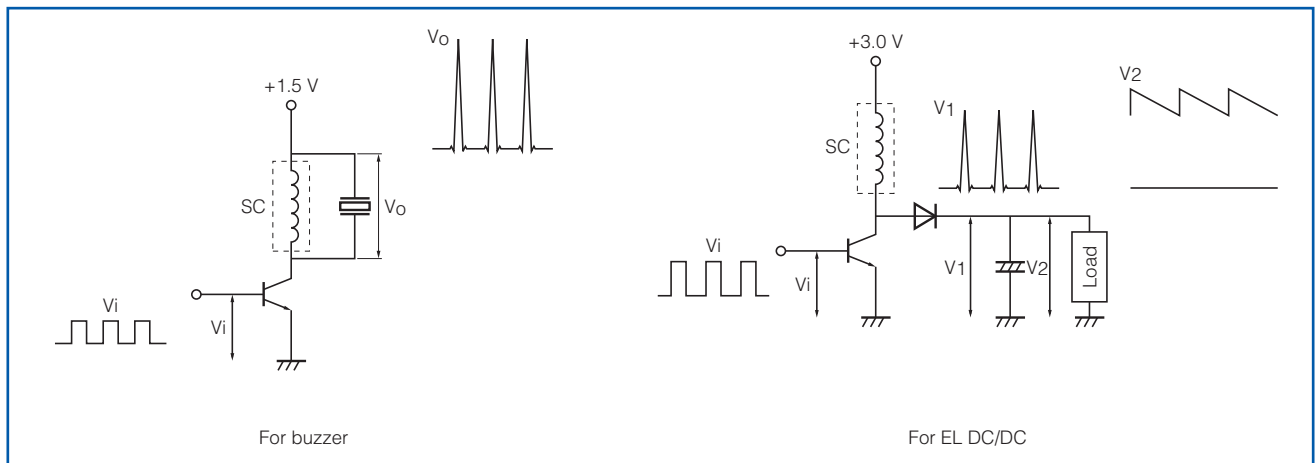 Vo
+1.5 V
SC
Vo
Vi
Vi
For buzzer
+3.0 V
V2
V1
SC
Vi
Vi
V1
V2
Load
For EL DC/DC